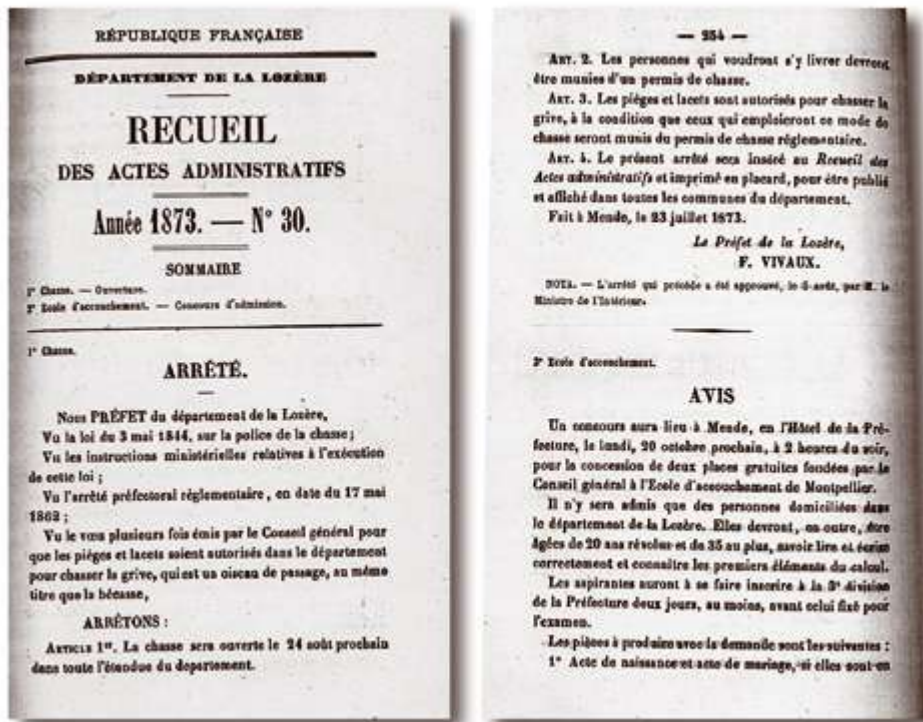 RÉPUBLIQUE FRANÇAISE
DÉPARTEMENT DE LA LOZÈRE
RECUEIL
DES ACTES ADMINISTRATIFS
Année 1873. — N° 30.
SOMMAIRE
1° Chasse. — Ouverture.
2° Ecole d'accouchement. — Concours d'admission.
1° Chasse.
ARRÊTÉ.
Nous PRÉFET du département de la Lozère,
Vu la loi du 3 mai 1844, sur la police de la chasse;
Vu les instructions ministérielles relatives à l'exécution
de cette loi;
Vu l'arrêté préfectoral réglementaire, en date du 17 mai
1862;
Vu le vœu plusieurs fois émis par le Conseil général pour
que les pièges et lacets soient autorisés dans le département
pour chasser la grive, qui est un oiseau de passage, au même
titre que la bécasse,
ARRÊTONS :
ARTICLE 1er. La chasse sera ouverte le 24 août prochain
dans toute l'étendue du departement.
— 254 —
ART. 2. Les personnes qui voudront s'y livrer devront
être munies d'un permis de chasse.
ART. 3. Les pièges et lacets sont autorisés pour chasser la
grive, à la condition que ceux qui emploieront ce mode de
chasse seront munis du permis de chasse réglementaire.
ART. 4. Le présent arrêté sera inséré au Recueil des
Actes administratifs et imprimé en placard, pour être publié
et affiché dans toutes les communes du département.
Fait à Mende, le 23 juillet 1873.
Le Préfet de la Lozère,
F. VIVAUX.
NOTA. — L'arrêté qui précède a été approuvé, le 5 août, par M. le
Ministre de l'Intérieur.
2° Ecole d'accouchement.
AVIS
Un concours aura lieu à Mende, en l'Hôtel de la Pré-
fecture, le lundi, 20 octobre prochain, à 2 heures du soir,
pour la concession de deux places gratuites fondées par le
Conseil général à l'Ecole d'accouchement de Montpellier.
Il n'y sera admis que des personnes domiciliées dans
le département de la Lozère. Elles devront, en outre, être
âgées de 20 ans révolus et de 35 au plus, savoir lire et écrire
correctement et connaître les premiers éléments du calcul.
Les aspirantes auront à se faire inscrire à la 3e division
de la Préfecture deux jours, au moins, avant celui fixé pour
l'examen.
Les pièces à produire avec la demande sont les suivantes :
1° Acte de naissance et acte de mariage, si elles sont en